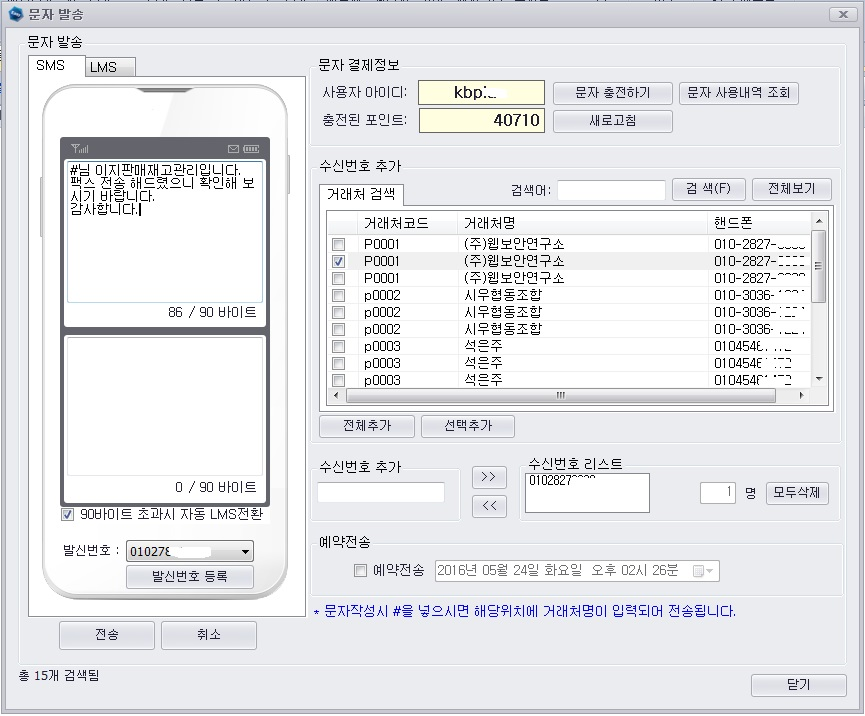 문자 발송
문자 발송
SMS LMS
#님 이지판매재고관리입니다.
팩스 전송 해드렸으니 확인해 보
시기 바랍니다.
감사합니다.
86 / 90 바이트
0 / 90 바이트
90바이트 초과시 자동 LMS전환
발신번호 : 010278
발신번호 등록
전송 취소
총 15개 검색됨
문자 결제정보
사용자 아이디: kbp 문자 충전하기 문자 사용내역 조회
충전된 포인트: 40710 새로고침
수신번호 추가
거래처 검색 검색어: 검 색(F) 전체보기
거래처코드 거래처명 핸드폰
P0001 (주)웹보안연구소 010-2827-
P0001 (주)웹보안연구소 010-2827-
P0001 (주)웹보안연구소 010-2827-
p0002 시우협동조합 010-3036-
p0002 시우협동조합 010-3036-
p0002 시우협동조합 010-3036-
p0003 석은주 0104546
p0003 석은주 0104546
p0003 석은주 0104546
전체추가 선택추가
수신번호 추가 >> << 수신번호 리스트
0102827
1 명 모두삭제
예약전송
예약전송 2016년 05월 24일 화요일 오후 02시 26분
* 문자작성시 #을 넣으시면 해당위치에 거래처명이 입력되어 전송됩니다.
닫기